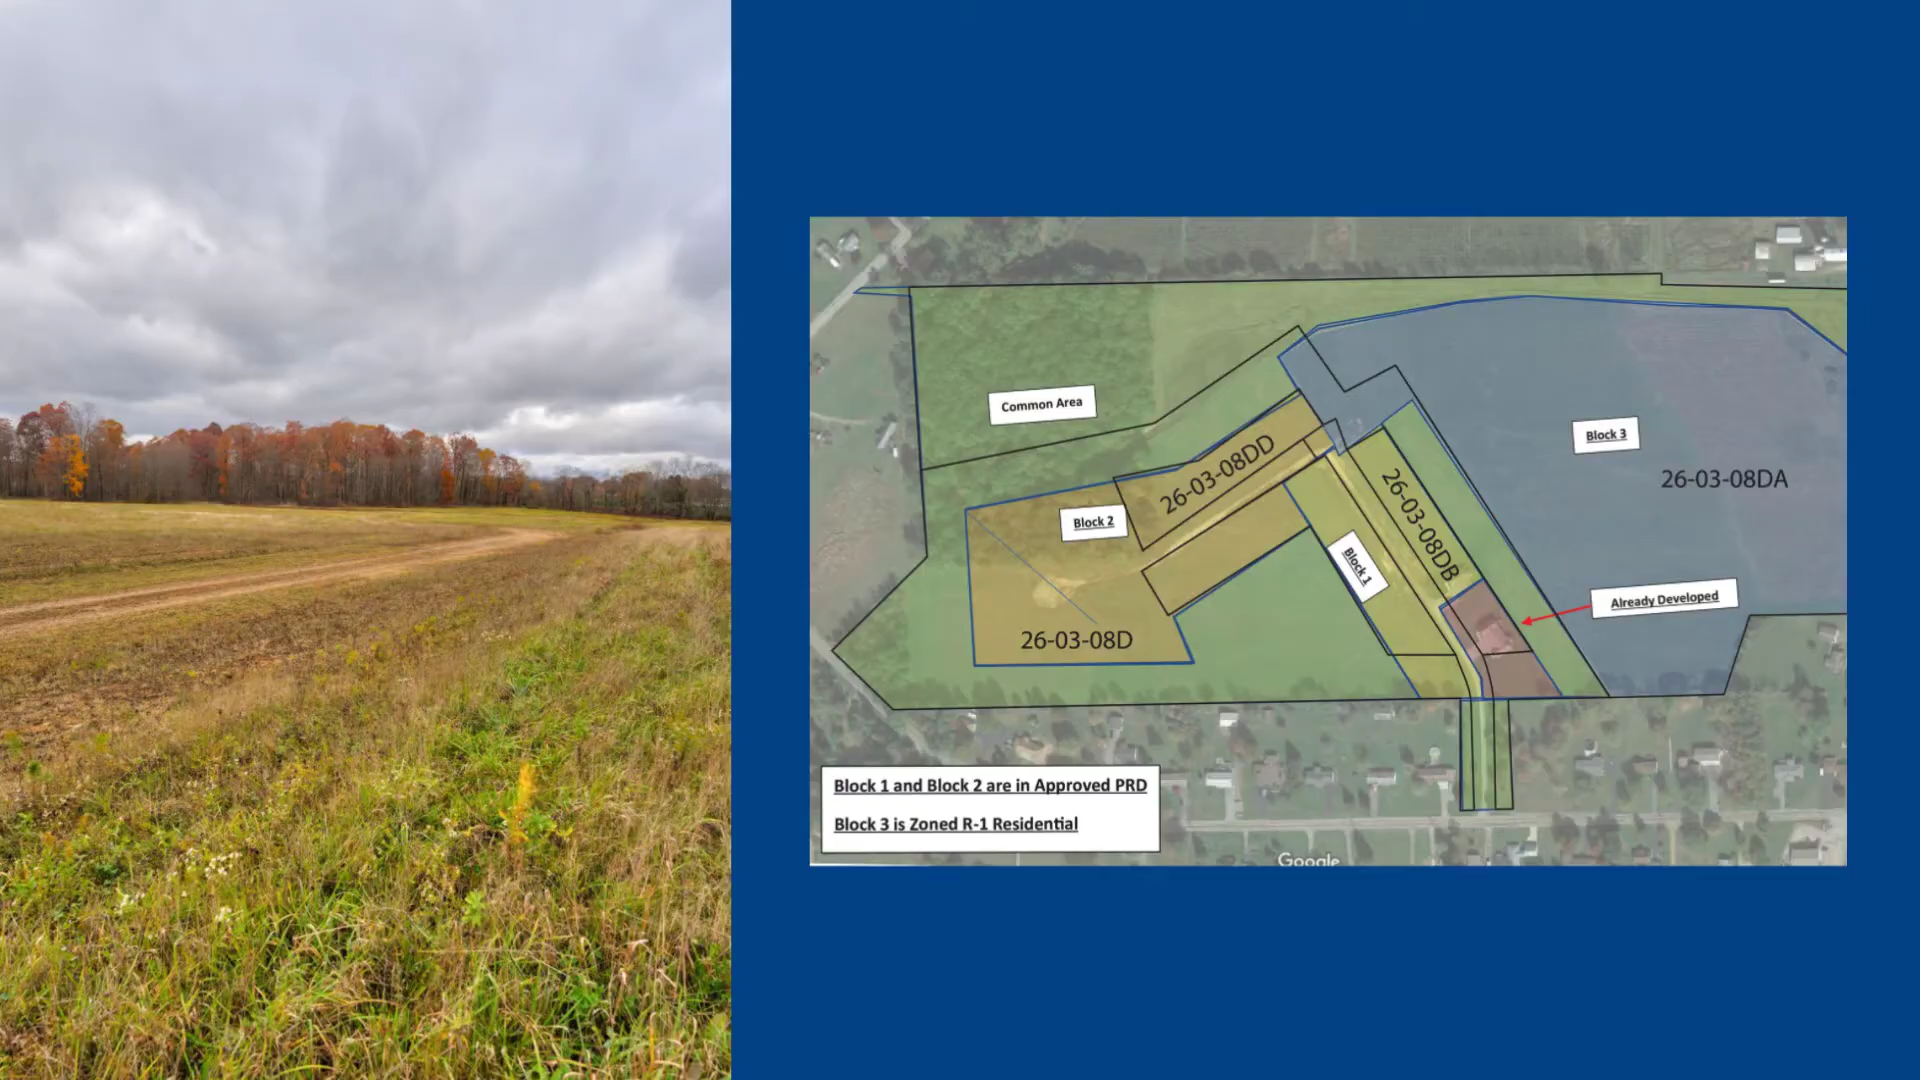 Common Area
Block 3
26-03-08DA
26-03-08DD
Block 2
26-03-08DB
Block 1
Already Developed
26-03-08D
Block 1 and Block 2 are in Approved PRD
Block 3 is Zoned R-1 Residential
Google